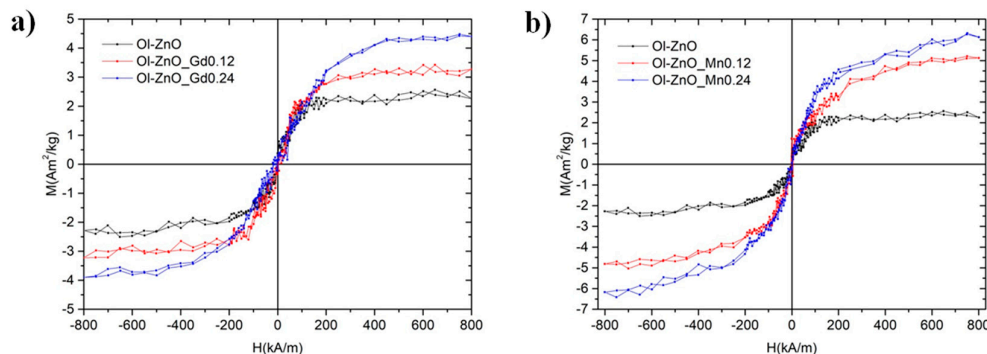 a)
Ol-ZnO
Ol-ZnO_Gd0.12
Ol-ZnO_Gd0.24
5
4
3
2
1
0
-1
-2
-3
-4
-5
M(Am²/kg)
-800 -600 -400 -200 0 200 400 600 800
H(kA/m)
b)
Ol-ZnO
Ol-ZnO_Mn0.12
Ol-ZnO_Mn0.24
7
6
5
4
3
2
1
0
-1
-2
-3
-4
-5
-6
-7
M(Am²/kg)
-800 -600 -400 -200 0 200 400 600 800
H(kA/m)